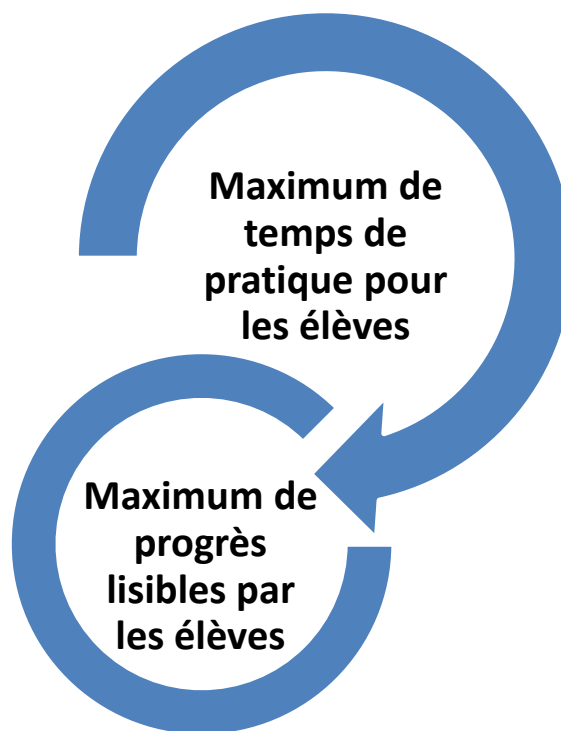 Maximum de
temps de
pratique pour
les élèves
Maximum de
progrès
lisibles par
les élèves